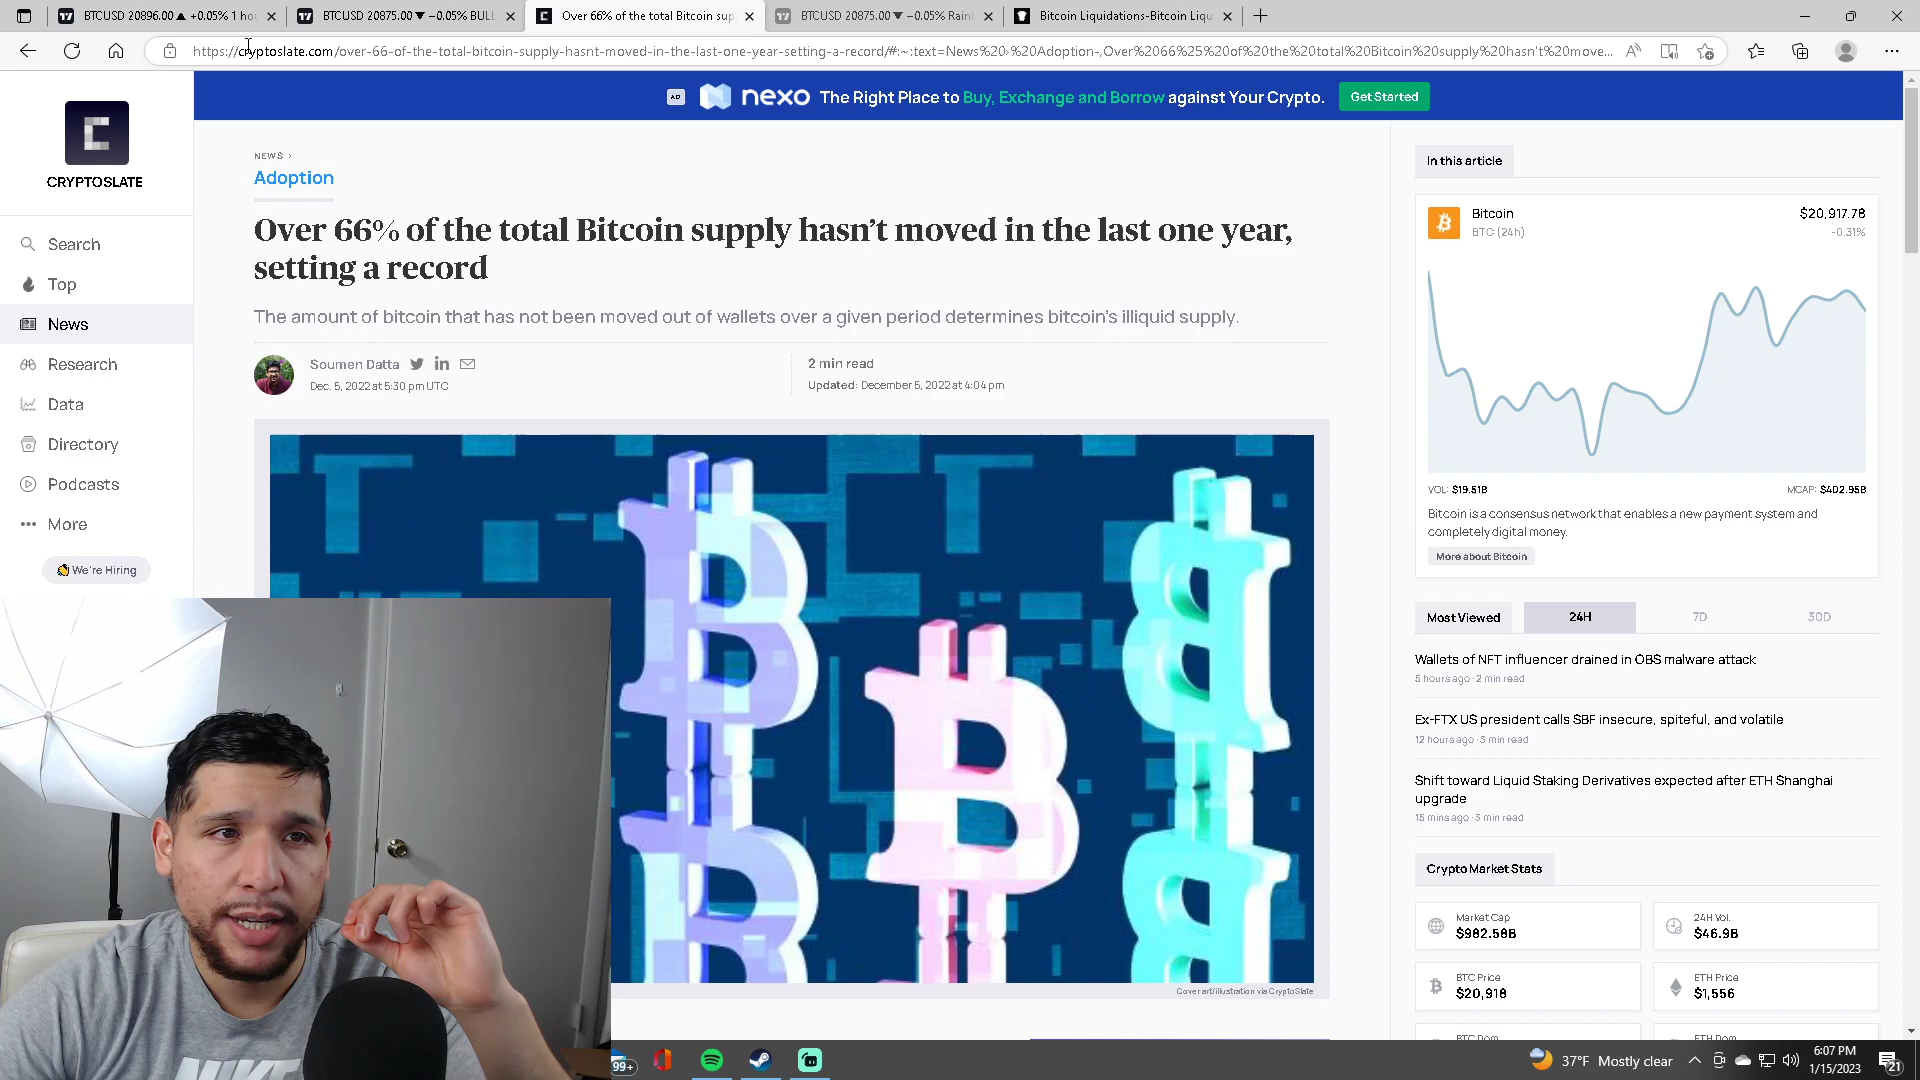 BTCUSD 20896.00 ▲ +0.05% 1 hou
BTCUSD 20875.00 ▼ −0.05% BULL
Over 66% of the total Bitcoin sup
BTCUSD 20875.00 ▼ −0.05% Rain
Bitcoin Liquidations-Bitcoin Liqu
https://cryptoslate.com/over-66-of-the-total-bitcoin-supply-hasnt-moved-in-the-last-one-year-setting-a-record/#:~:text=News%20>%20Adoption-,Over%2066%25%20of%20the%20total%20Bitcoin%20supply%20hasn't%20move...
AD
nexo The Right Place to Buy, Exchange and Borrow against Your Crypto.
Get Started
CRYPTOSLATE
Search
Top
News
Research
Data
Directory
Podcasts
More
We're Hiring
NEWS ›
Adoption
Over 66% of the total Bitcoin supply hasn’t moved in the last one year,
setting a record
The amount of bitcoin that has not been moved out of wallets over a given period determines bitcoin's illiquid supply.
Soumen Datta
Dec. 5, 2022 at 5:30 pm UTC
2 min read
Updated: December 5, 2022 at 4:04 pm
Cover art/illustration via CryptoSlate
In this article
Bitcoin
$20,917.78
BTC (24h)
-0.31%
VOL: $19.51B
MCAP: $402.95B
Bitcoin is a consensus network that enables a new payment system and
completely digital money.
More about Bitcoin
Most Viewed
24H
7D
30D
Wallets of NFT influencer drained in OBS malware attack
5 hours ago · 2 min read
Ex-FTX US president calls SBF insecure, spiteful, and volatile
12 hours ago · 3 min read
Shift toward Liquid Staking Derivatives expected after ETH Shanghai
upgrade
15 mins ago · 3 min read
Crypto Market Stats
Market Cap
$982.58B
24H Vol.
$46.9B
BTC Price
$20,918
ETH Price
$1,556
BTC Dom
ETH Dom
99+
37°F Mostly clear
6:07 PM
1/15/2023
21